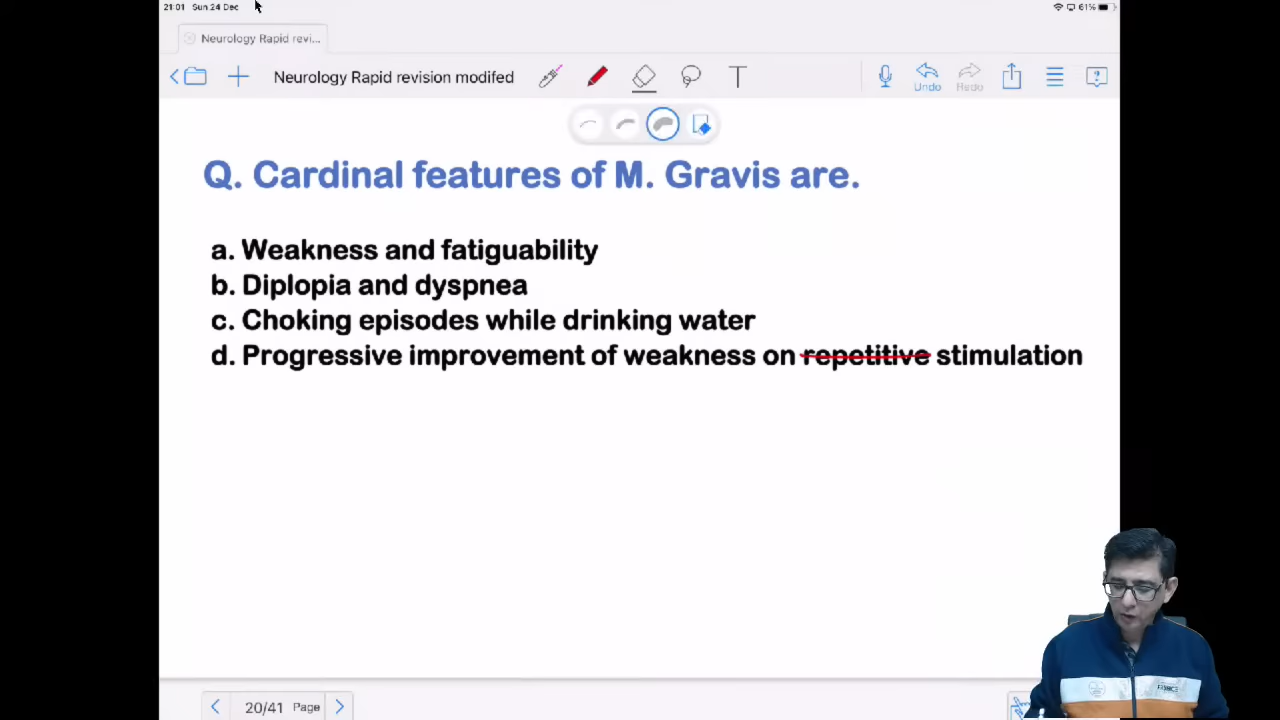 21:01 Sun 24 Dec
61%
Neurology Rapid revi...
Neurology Rapid revision modifed
T
Undo
Redo
Q. Cardinal features of M. Gravis are.
a. Weakness and fatiguability
b. Diplopia and dyspnea
c. Choking episodes while drinking water
d. Progressive improvement of weakness on repetitive stimulation
20/41 Page